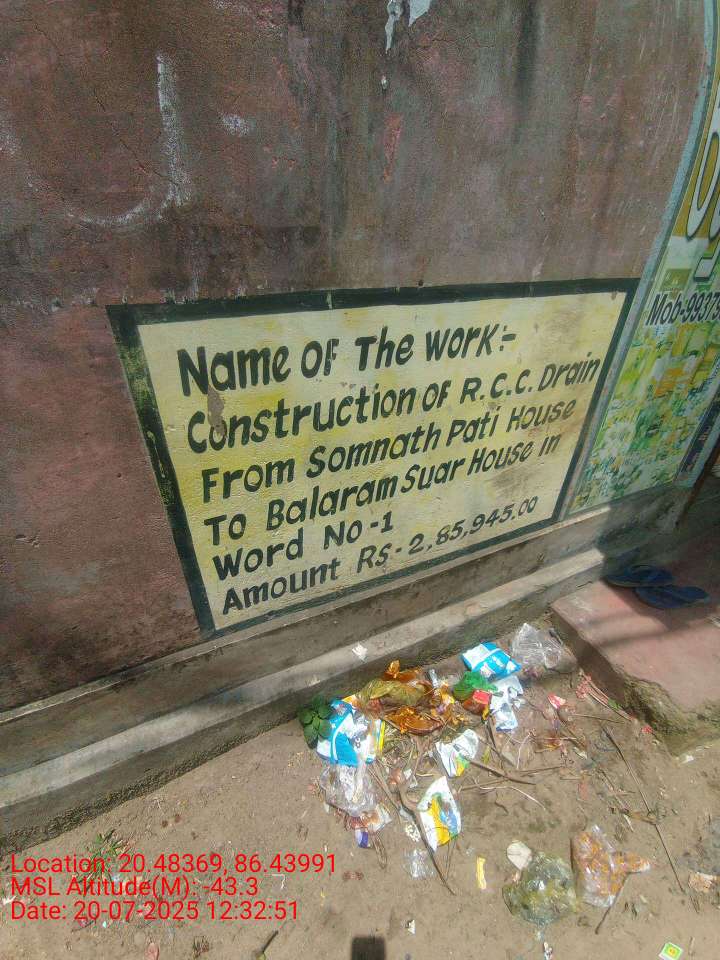 Name OF The WORK:-
Construction OF R.C.C. Drain
From Somnath Pati House
To Balaram Suar House in
Word No-1
Amount RS-2,85,945.00
Mob-9937
Location: 20.48369, 86.43991
MSL Altitude(M): -43.3
Date: 20-07-2025 12:32:51